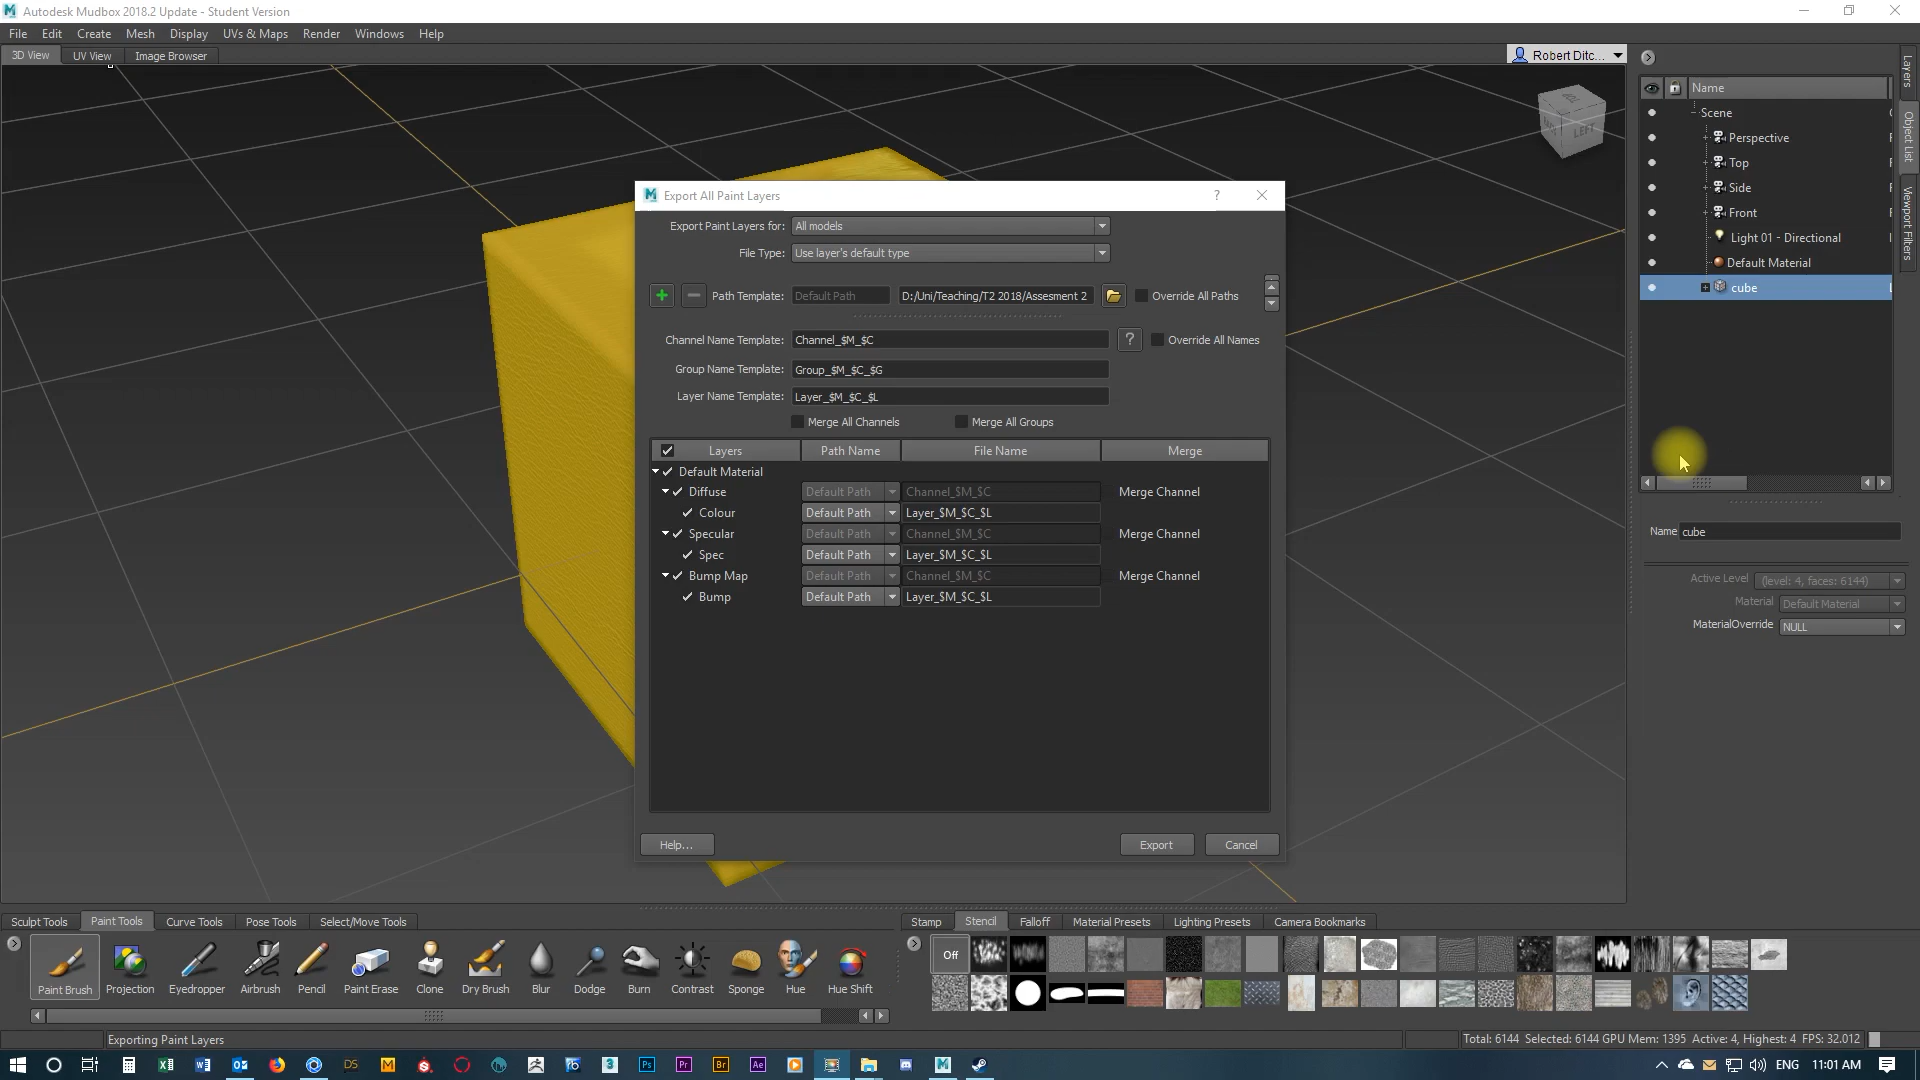 Autodesk Mudbox 2018.2 Update - Student Version
File Edit Create Mesh Display UVs & Maps Render Windows Help
3D View UV View Image Browser
Robert Ditc...
LEFT
Export All Paint Layers
Export Paint Layers for: All models
File Type: Use layer's default type
Path Template: Default Path D:/Uni/Teaching/T2 2018/Assesment 2 Override All Paths
Channel Name Template: Channel_$M_$C ? Override All Names
Group Name Template: Group_$M_$C_$G
Layer Name Template: Layer_$M_$C_$L
Merge All Channels Merge All Groups
Layers Path Name File Name Merge
Default Material
Diffuse Default Path Channel_$M_$C Merge Channel
Colour Default Path Layer_$M_$C_$L
Specular Default Path Channel_$M_$C Merge Channel
Spec Default Path Layer_$M_$C_$L
Bump Map Default Path Channel_$M_$C Merge Channel
Bump Default Path Layer_$M_$C_$L
Help... Export Cancel
Name
Scene
Perspective
Top
Side
Front
Light 01 - Directional
Default Material
cube
Layers
Object List
Viewport Filters
Name cube
Active Level (level: 4, faces: 6144)
Material Default Material
MaterialOverride NULL
Sculpt Tools Paint Tools Curve Tools Pose Tools Select/Move Tools
Paint Brush Projection Eyedropper Airbrush Pencil Paint Erase Clone Dry Brush Blur Dodge Burn Contrast Sponge Hue Hue Shift
Stamp Stencil Falloff Material Presets Lighting Presets Camera Bookmarks
Off
Exporting Paint Layers
Total: 6144 Selected: 6144 GPU Mem: 1395 Active: 4, Highest: 4 FPS: 32.012
ENG 11:01 AM